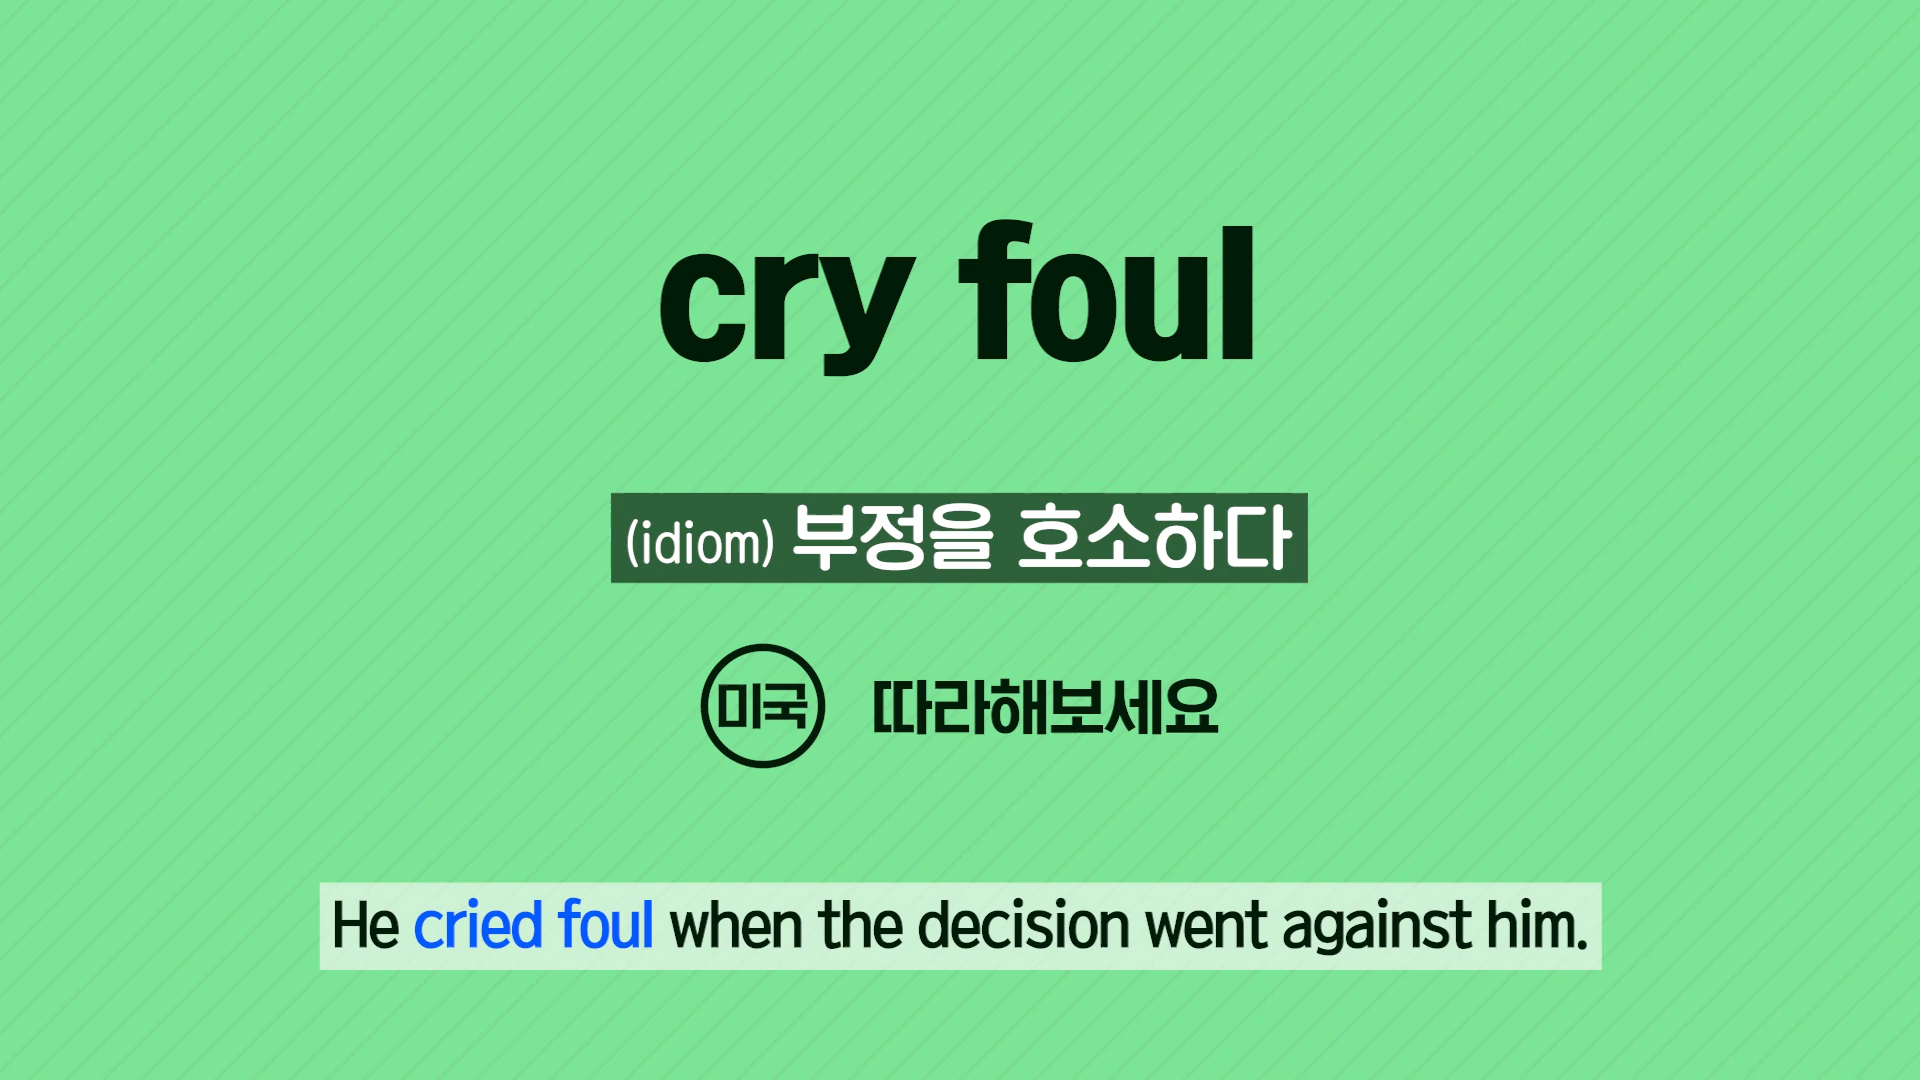 cry foul
(idiom) 부정을 호소하다
미국 따라해보세요
He cried foul when the decision went against him.